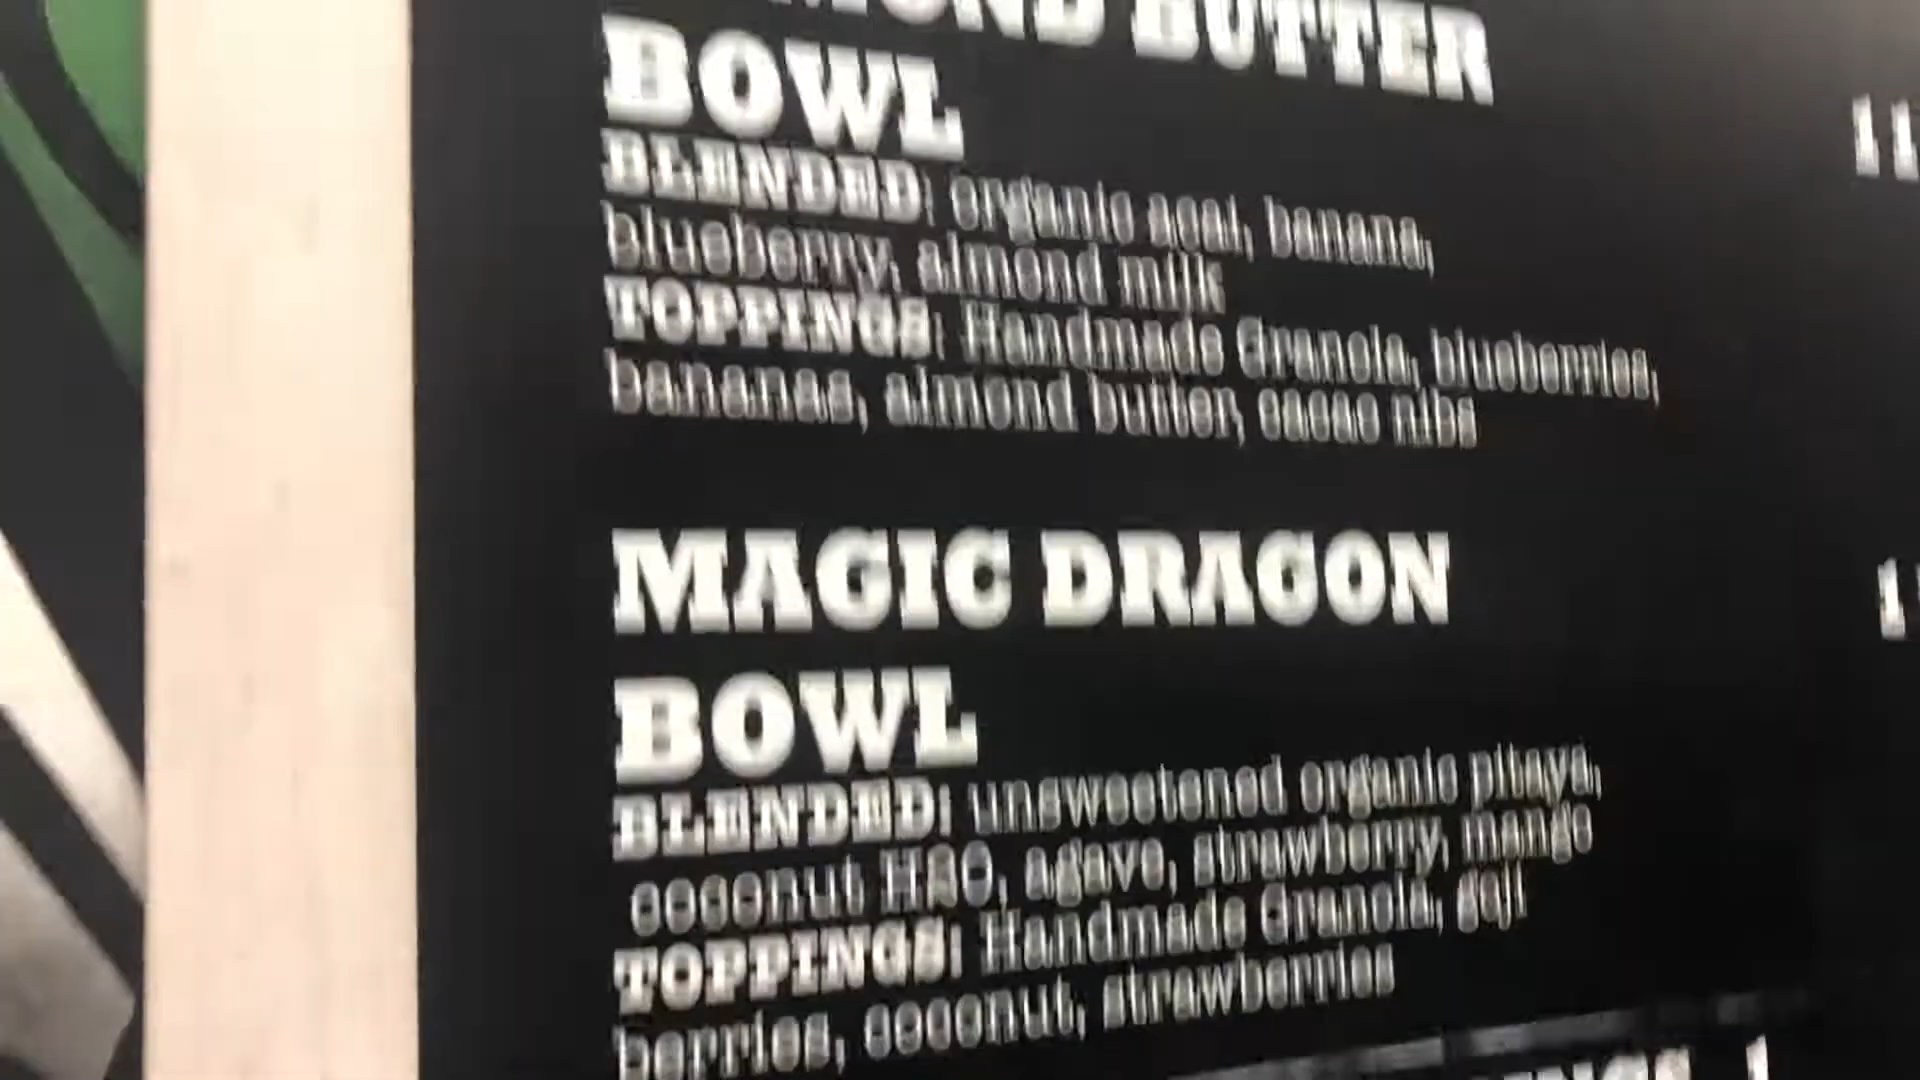 BUTTER
BOWL
BLENDED: organic acai, banana,
blueberry, almond milk
TOPPINGS: Handmade Granola, blueberries,
bananas, almond butter, cacao nibs
MAGIC DRAGON
BOWL
BLENDED: unsweetened organic pitaya,
coconut H2O, agave, strawberry, mango
TOPPINGS: Handmade Granola, goji
berries, coconut, strawberries